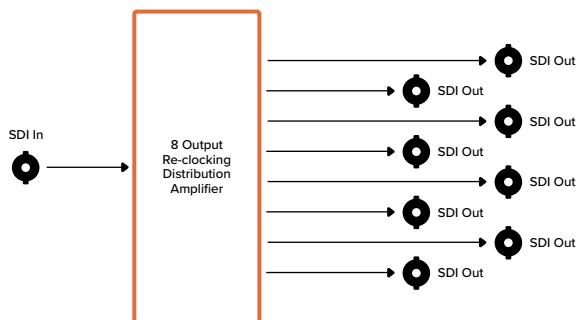 SDI In
8 Output
Re-clocking
Distribution
Amplifier
SDI Out
SDI Out
SDI Out
SDI Out
SDI Out
SDI Out
SDI Out
SDI Out